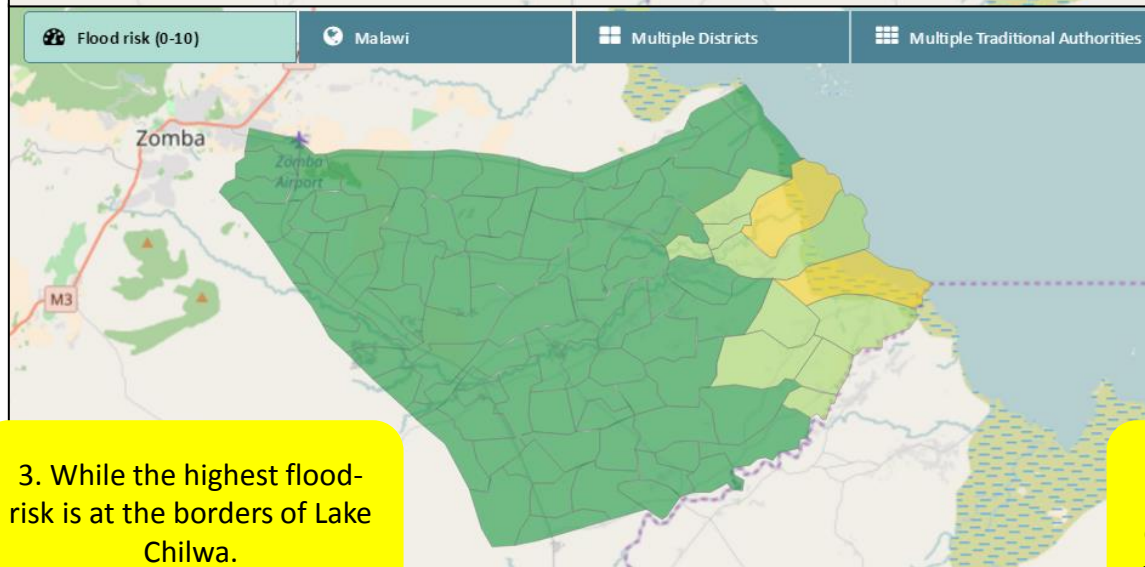 Flood risk (0-10)
Malawi
Multiple Districts
Multiple Traditional Authorities
Zomba
Zomba
Airport
M3
3. While the highest flood-
risk is at the borders of Lake
Chilwa.